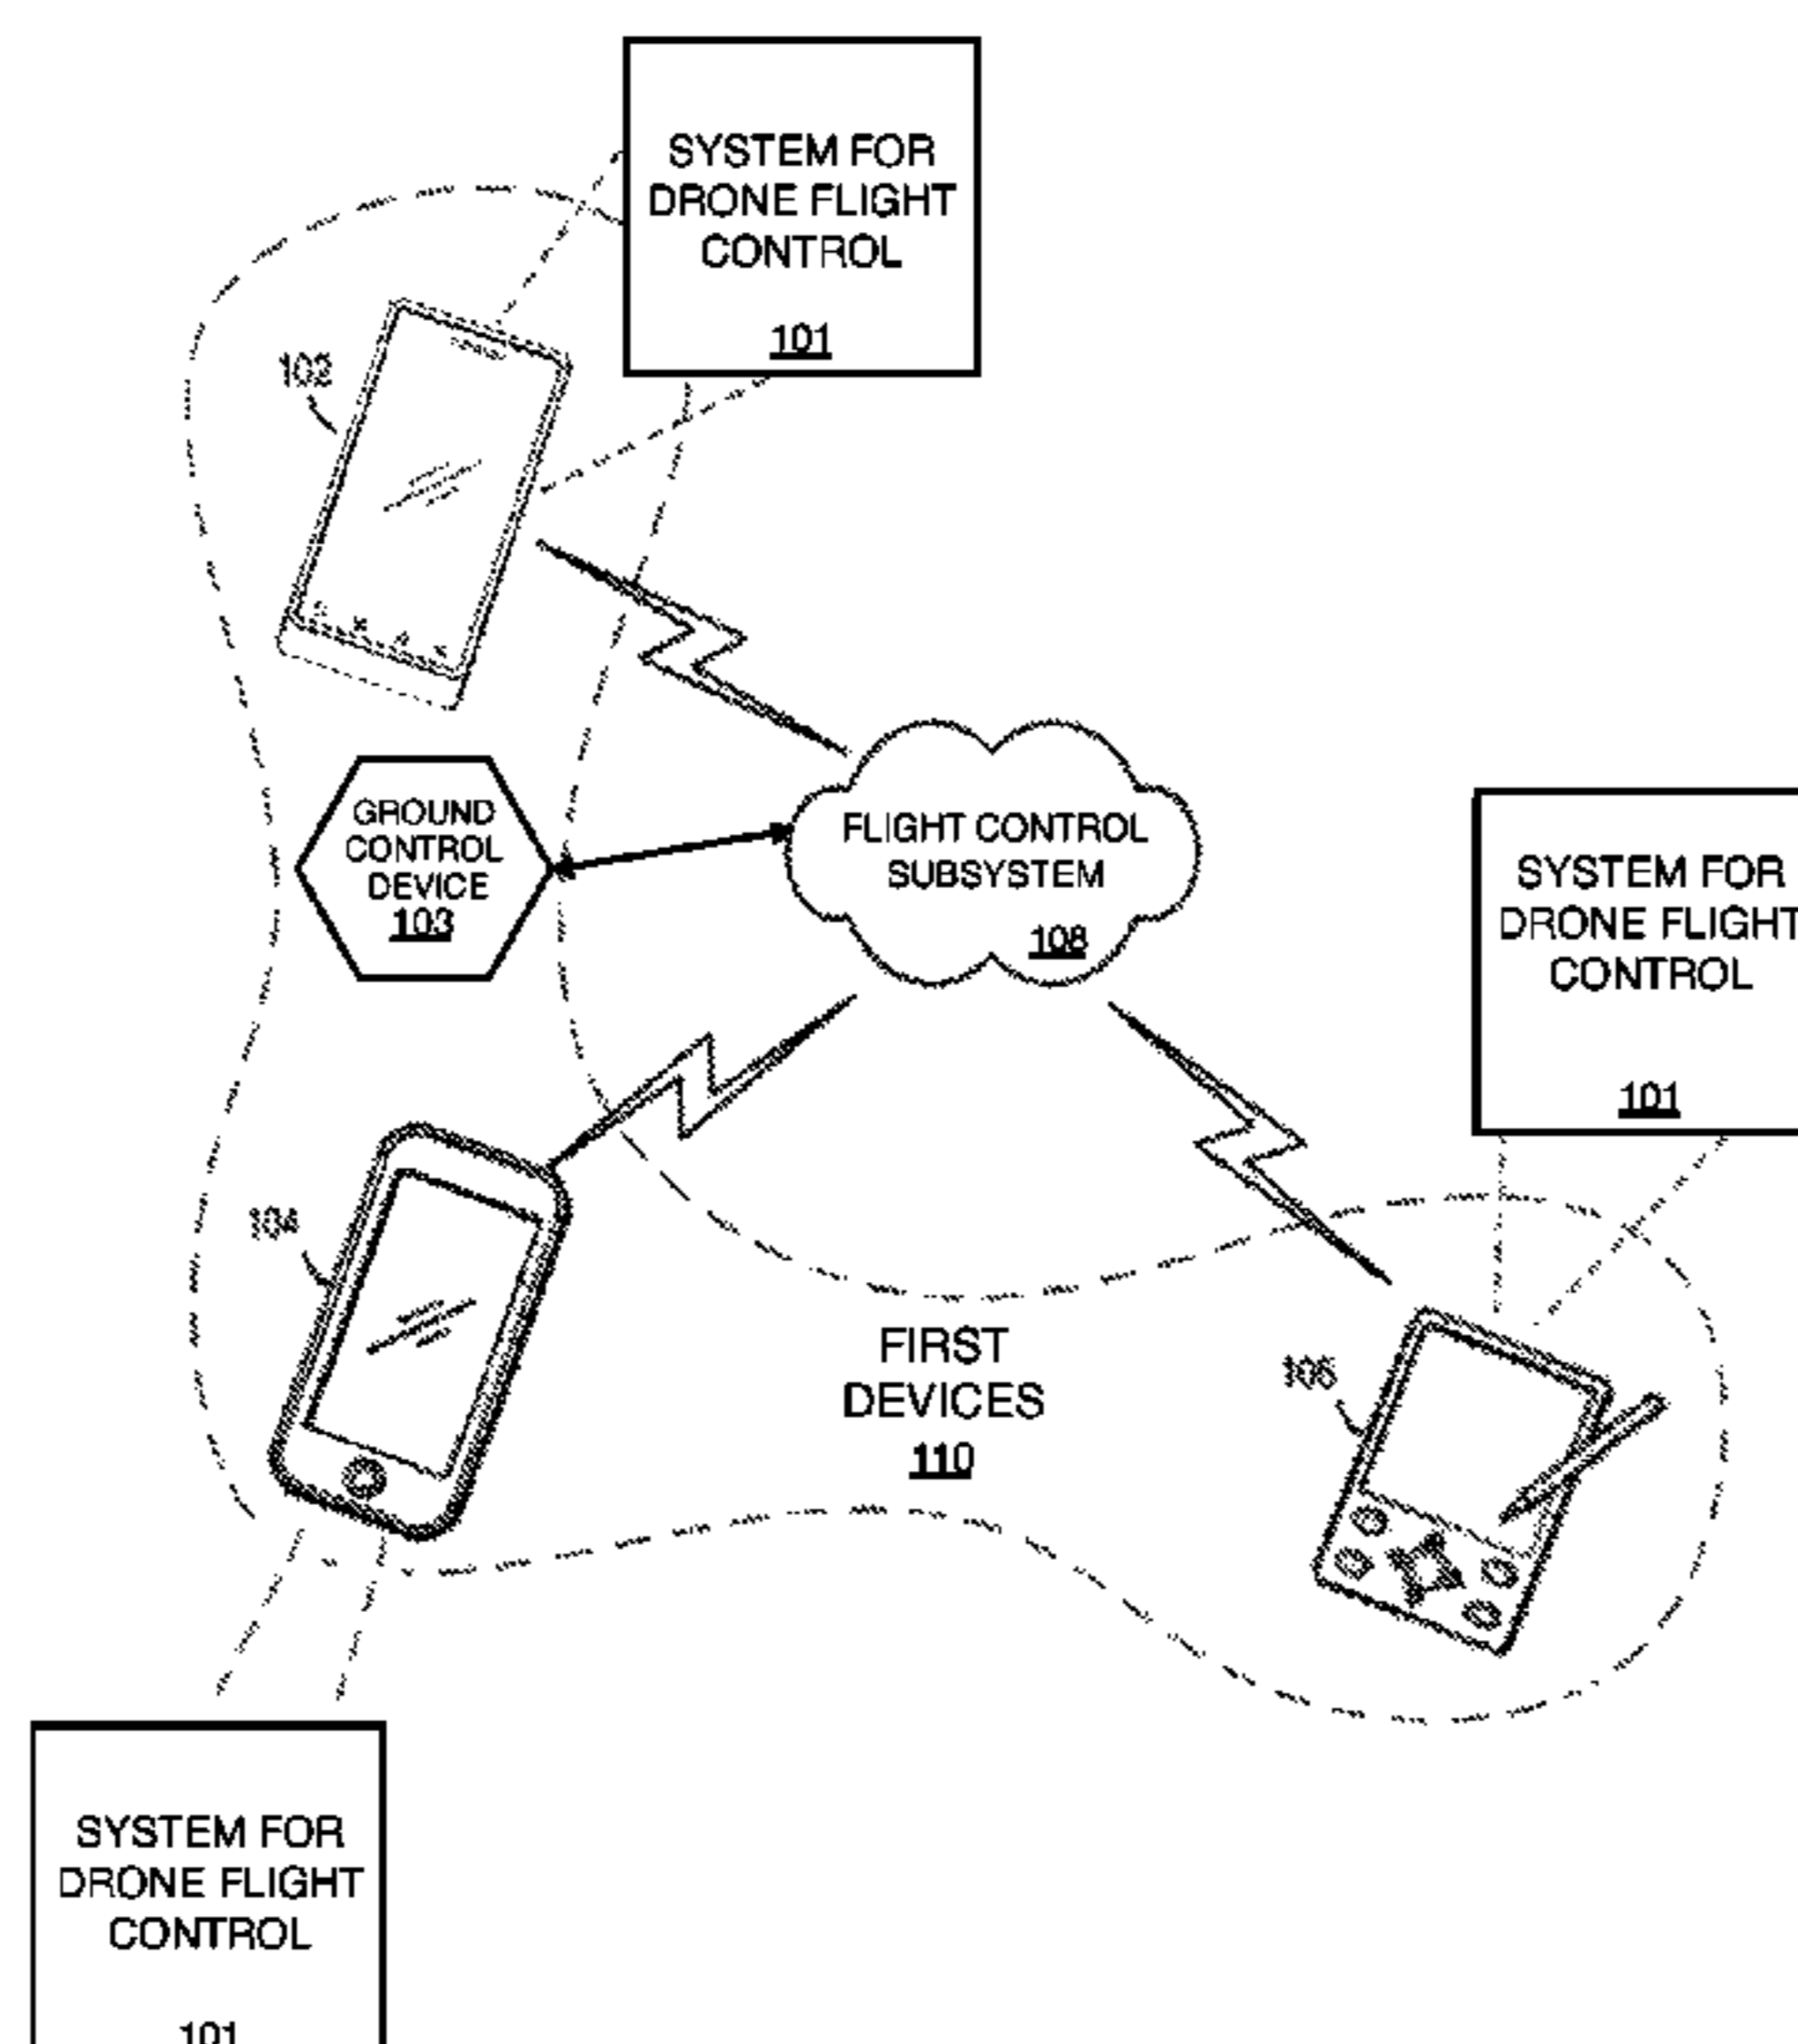 SYSTEM FOR
DRONE FLIGHT
CONTROL
101
102
GROUND
CONTROL
DEVICE
103
FLIGHT CONTROL
SUBSYSTEM
108
SYSTEM FOR
DRONE FLIGHT
CONTROL
101
104
105
FIRST
DEVICES
110
SYSTEM FOR
DRONE FLIGHT
CONTROL
101